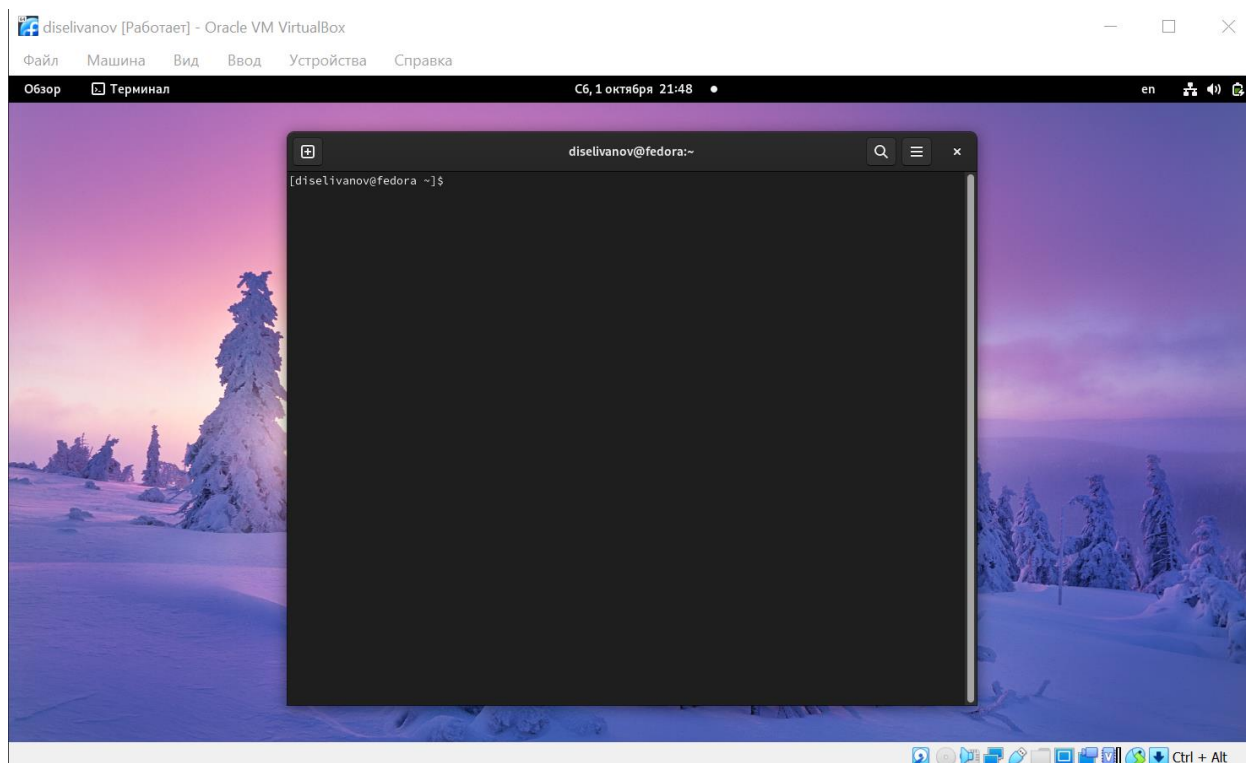 diselivanov [Работает] - Oracle VM VirtualBox
Файл Машина Вид Ввод Устройства Справка
Обзор Терминал Сб, 1 октября 21:48 en
diselivanov@fedora:~
[diselivanov@fedora ~]$
Ctrl + Alt